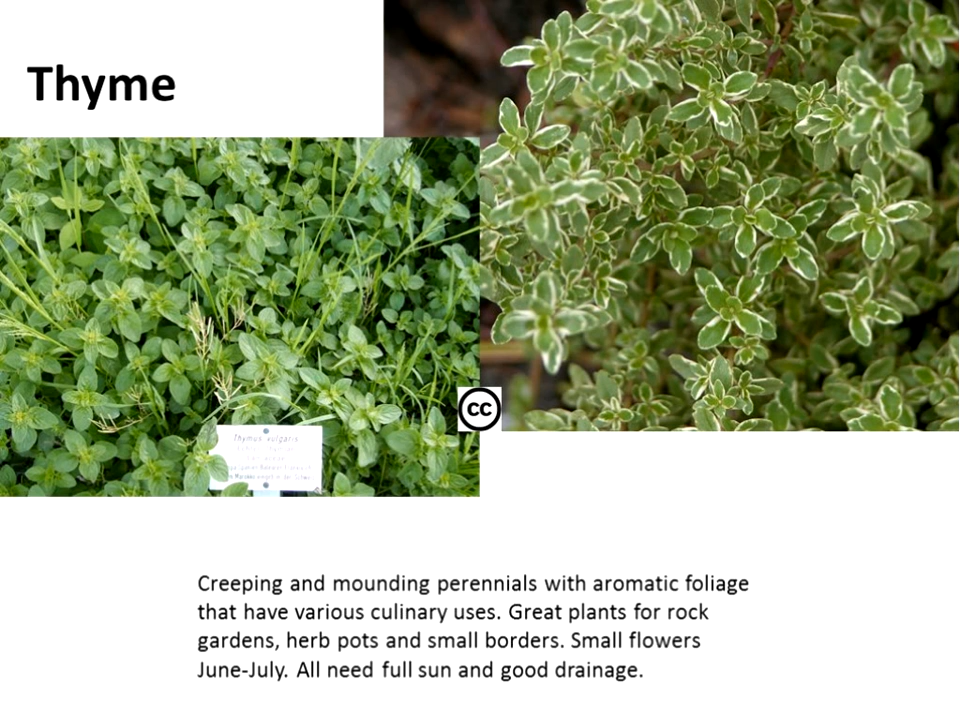 Thyme
cc
Thymus vulgaris
Creeping and mounding perennials with aromatic foliage
that have various culinary uses. Great plants for rock
gardens, herb pots and small borders. Small flowers
June-July. All need full sun and good drainage.